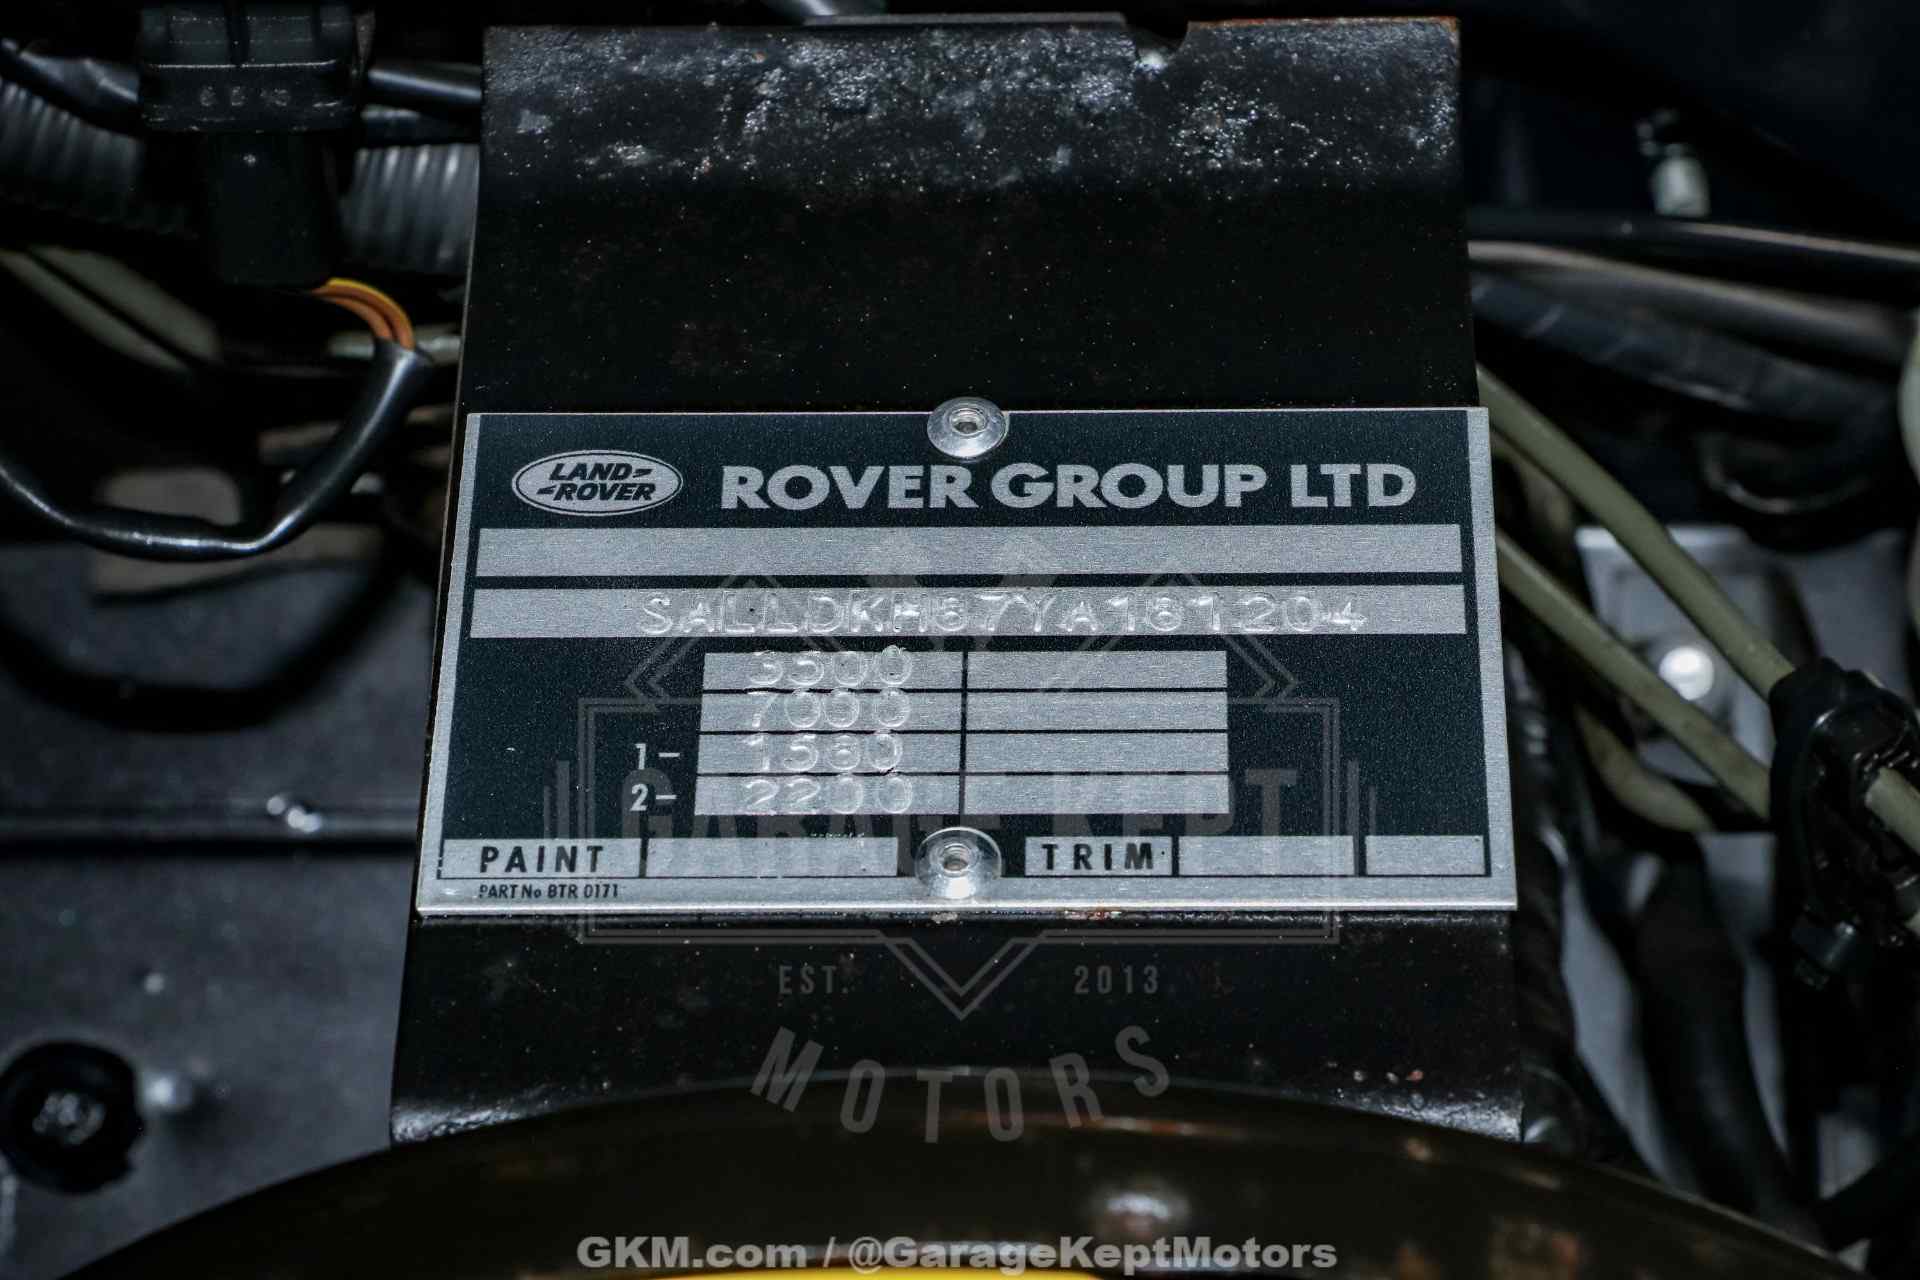 LAND-
-ROVER
ROVER GROUP LTD
SALLDKH87YA181204
3500
7000
1- 1580
2- 2200
PAINT
TRIM
PART No BTR 0171
GARAGE KEPT
EST. 2013
MOTORS
GKM.com / @GarageKeptMotors